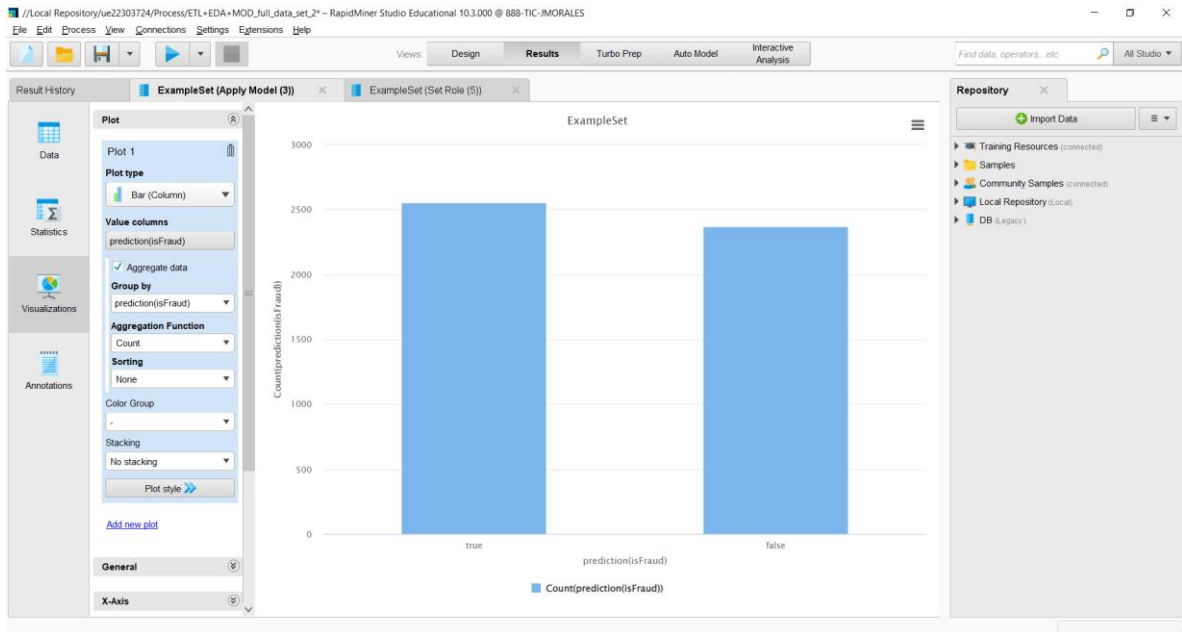 //Local Repository/ue22303724/Process/ETL+EDA+MOD_full_data_set_2* – RapidMiner Studio Educational 10.3.000 @ 888-TIC-JMORALES
File Edit Process View Connections Settings Extensions Help
Views: Design Results Turbo Prep Auto Model Interactive Analysis
Find data, operators...etc All Studio
Result History ExampleSet (Apply Model (3)) ExampleSet (Set Role (5))
Data
Statistics
Visualizations
Annotations
Plot
Plot 1
Plot type
Bar (Column)
Value columns
prediction(isFraud)
Aggregate data
Group by
prediction(isFraud)
Aggregation Function
Count
Sorting
None
Color Group
-
Stacking
No stacking
Plot style
Add new plot
General
X-Axis
ExampleSet
3000
2500
2000
1500
1000
500
0
Count(prediction(isFraud))
true false
prediction(isFraud)
Count(prediction(isFraud))
Repository
Import Data
Training Resources (connected)
Samples
Community Samples (connected)
Local Repository (Local)
DB (Legacy)